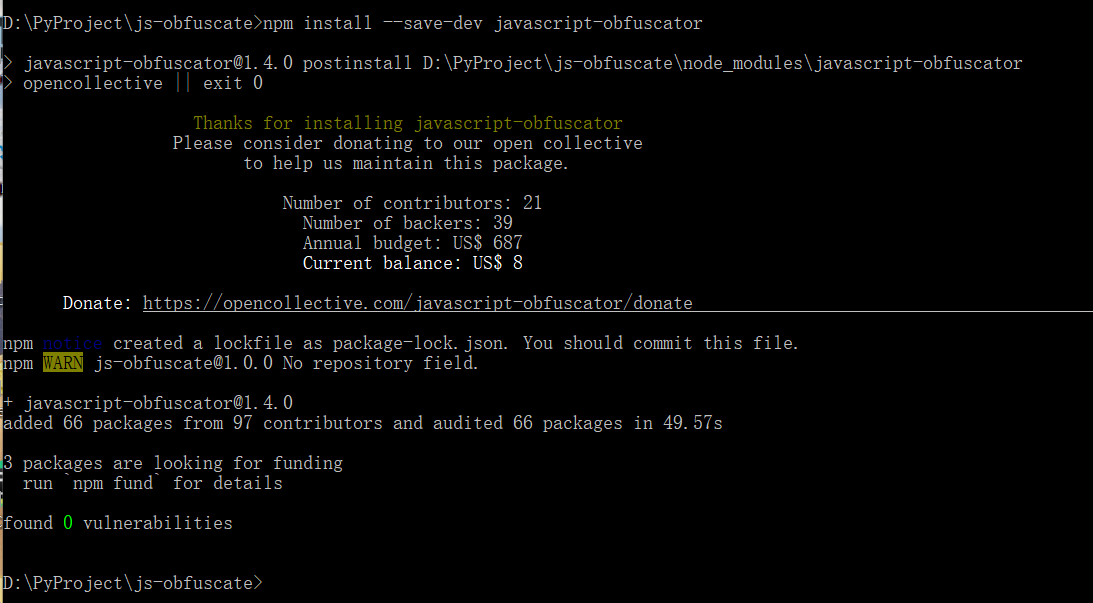 D:\PyProject\js-obfuscate>npm install --save-dev javascript-obfuscator
> javascript-obfuscator@1.4.0 postinstall D:\PyProject\js-obfuscate\node_modules\javascript-obfuscator
> opencollective || exit 0
Thanks for installing javascript-obfuscator
Please consider donating to our open collective
to help us maintain this package.
Number of contributors: 21
Number of backers: 39
Annual budget: US$ 687
Current balance: US$ 8
Donate: https://opencollective.com/javascript-obfuscator/donate
npm notice created a lockfile as package-lock.json. You should commit this file.
npm WARN js-obfuscate@1.0.0 No repository field.
+ javascript-obfuscator@1.4.0
added 66 packages from 97 contributors and audited 66 packages in 49.57s
3 packages are looking for funding
run `npm fund` for details
found 0 vulnerabilities
D:\PyProject\js-obfuscate>